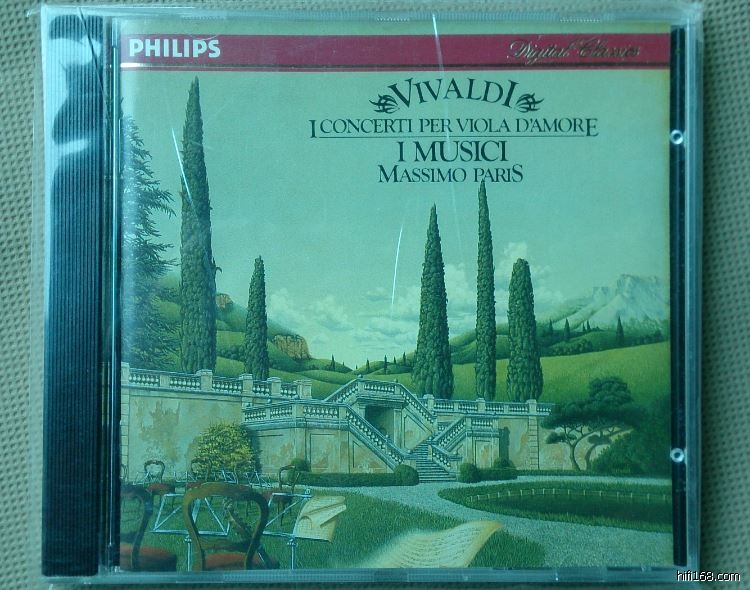 PHILIPS
Digital Classics
VIVALDI
I CONCERTI PER VIOLA D'AMORE
I MUSICI
MASSIMO PARIS
hifi168.com